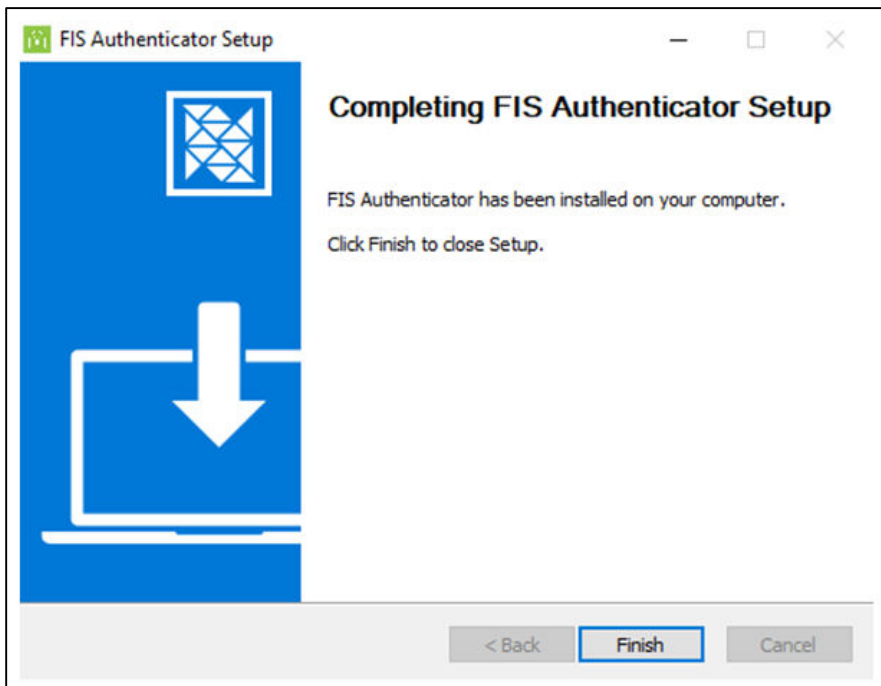 FIS Authenticator Setup
Completing FIS Authenticator Setup
FIS Authenticator has been installed on your computer.
Click Finish to close Setup.
< Back
Finish
Cancel